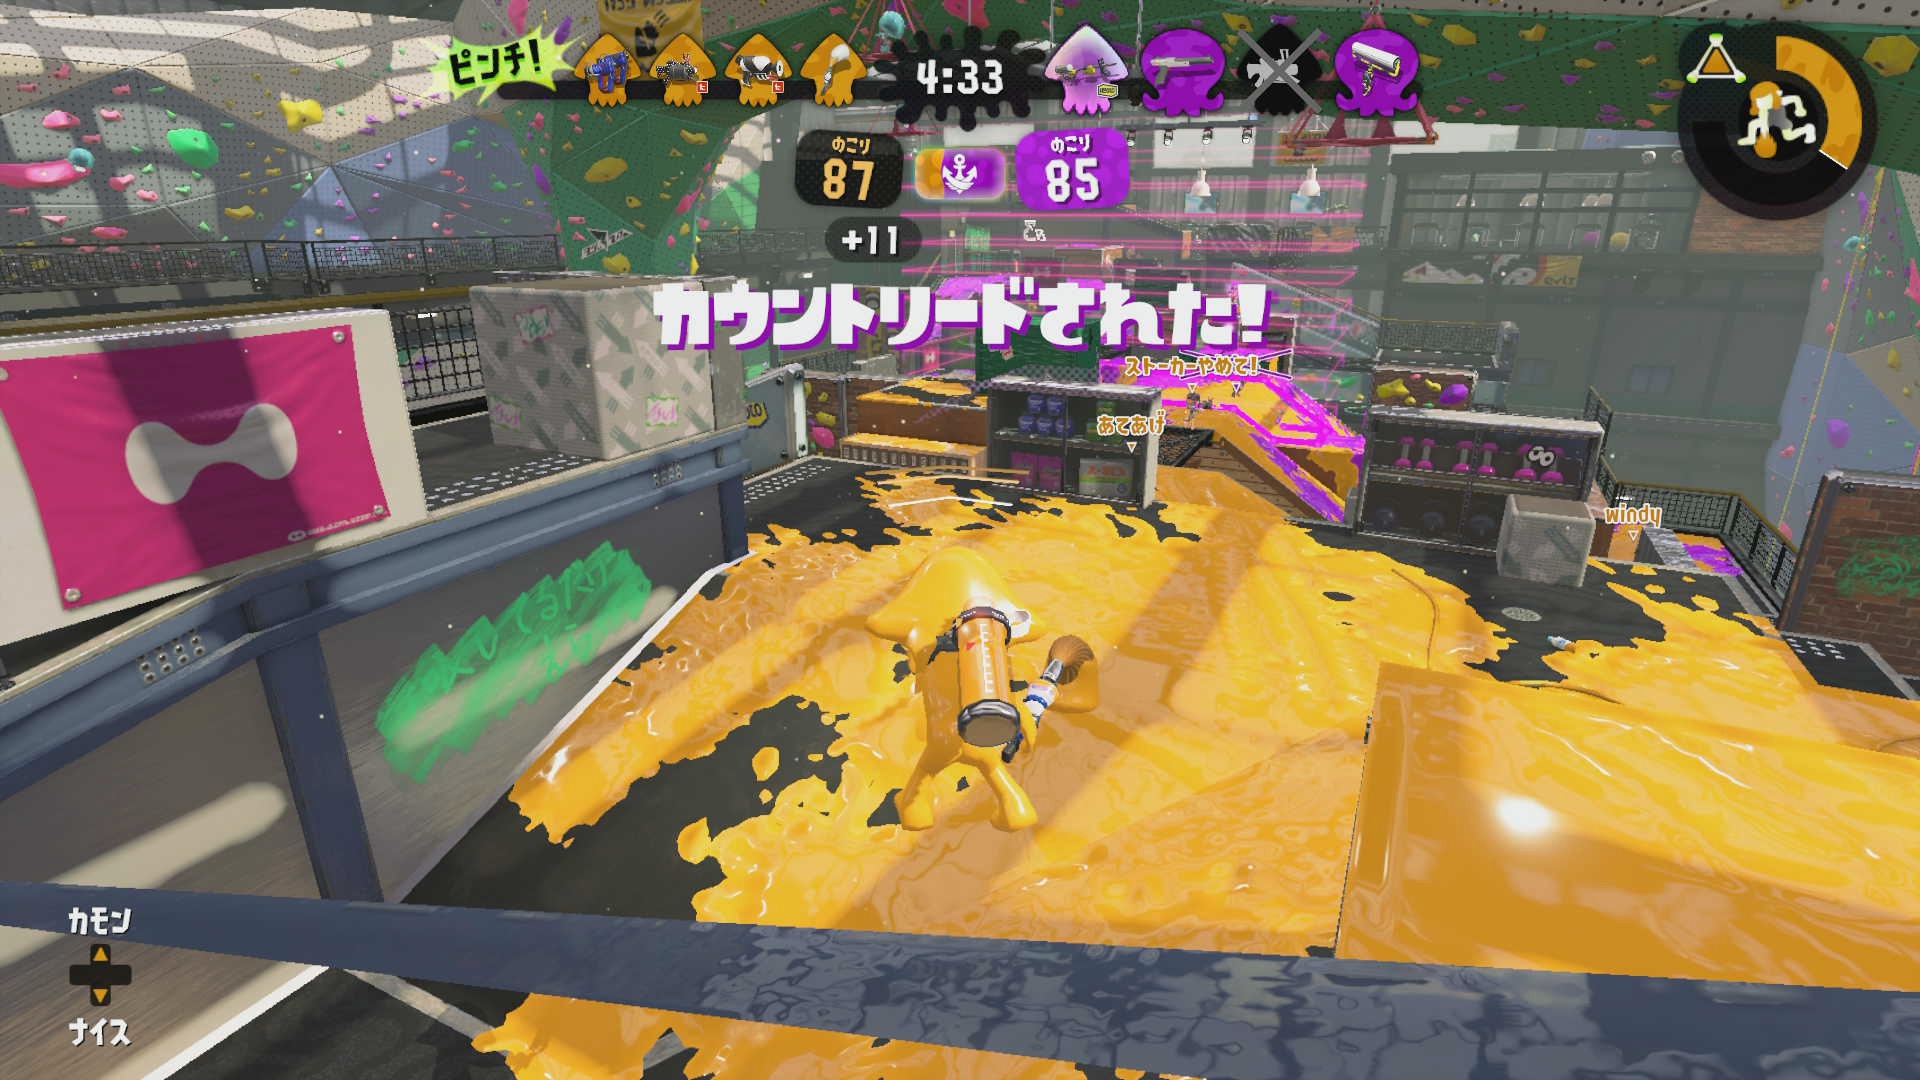 ピンチ!
4:33
のこり
87
のこり
85
+11
カウントリードされた!
ストーカーやめて!
あてあげ
windy
カモン
ナイス